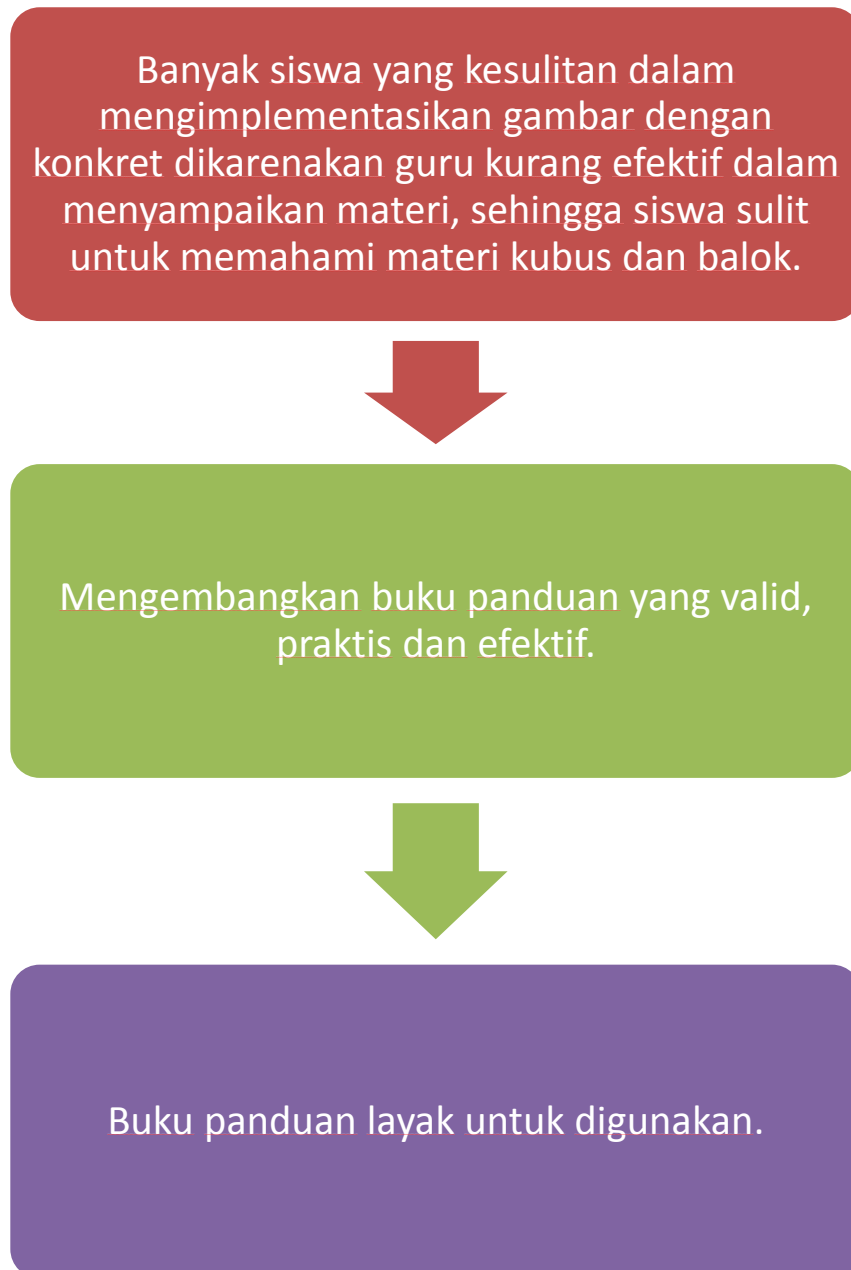 Banyak siswa yang kesulitan dalam
mengimplementasikan gambar dengan
konkret dikarenakan guru kurang efektif dalam
menyampaikan materi, sehingga siswa sulit
untuk memahami materi kubus dan balok.
Mengembangkan buku panduan yang valid,
praktis dan efektif.
Buku panduan layak untuk digunakan.